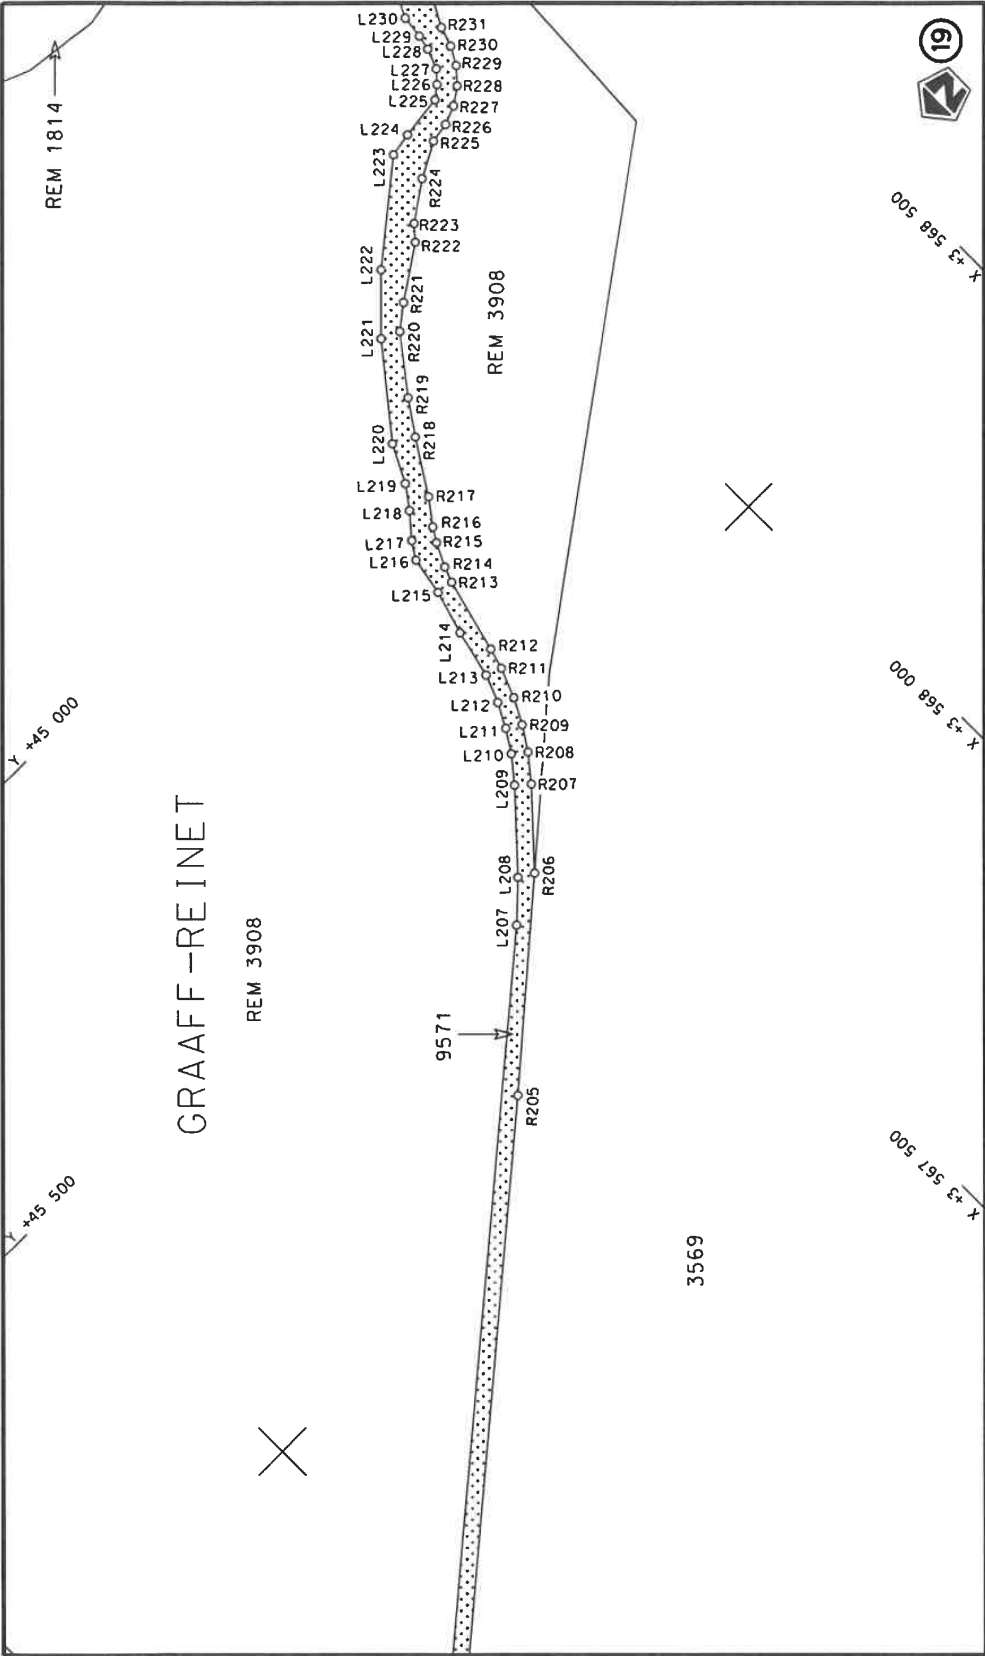 REM 1814
19
GRAAFF-REINET
REM 3908
REM 3908
3569
9571
Y +45 000
Y +45 500
X +3 568 500
X +3 568 000
X +3 567 500
L207
L208
L209
L210
L211
L212
L213
L214
L215
L216
L217
L218
L219
L220
L221
L222
L223
L224
L225
L226
L227
L228
L229
L230
R205
R206
R207
R208
R209
R210
R211
R212
R213
R214
R215
R216
R217
R218
R219
R220
R221
R222
R223
R224
R225
R226
R227
R228
R229
R230
R231